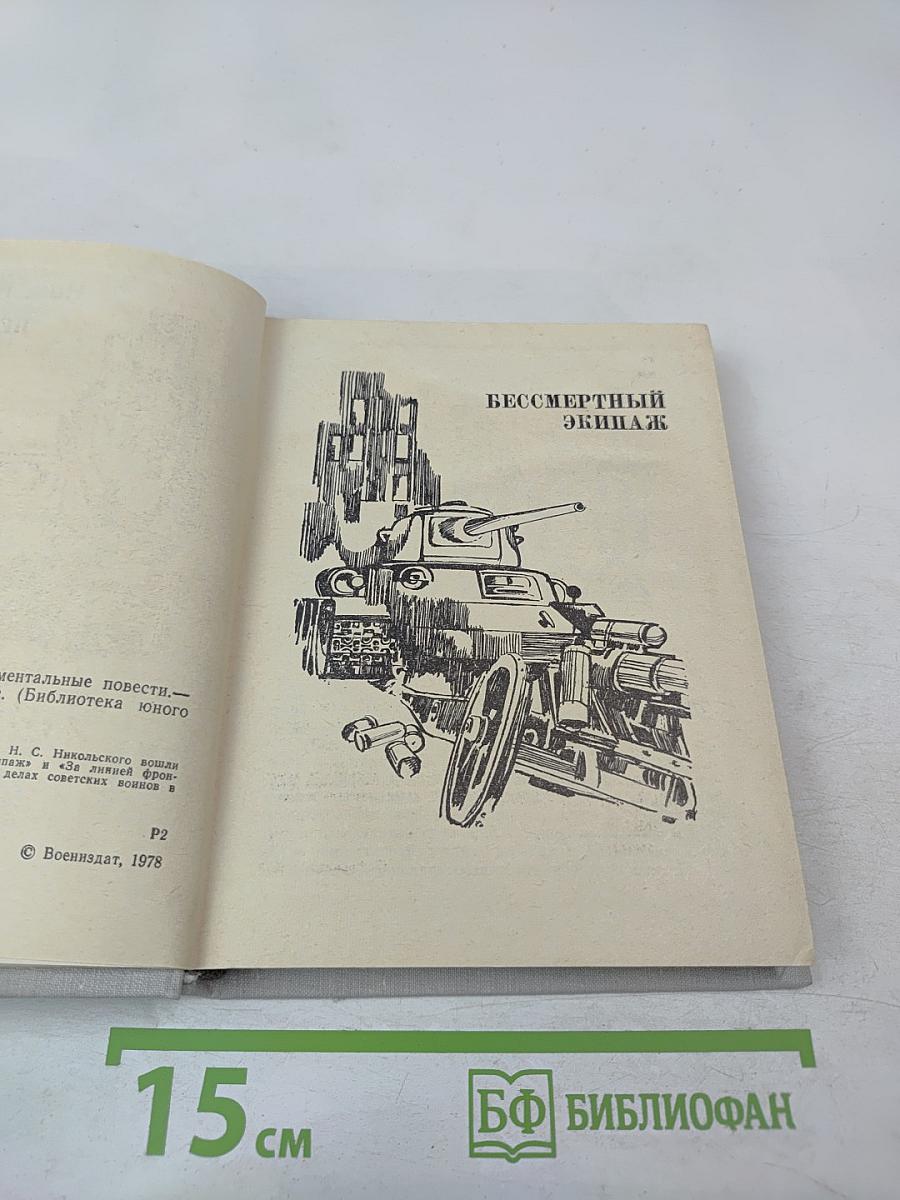 ментальные повести.—
(Библиотека юного
Н. С. Никольского вошли
паж» и «За линией фрон-
делах советских воинов в
Р2
© Воениздат, 1978
БЕССМЕРТНЫЙ
ЭКИПАЖ
15 см
БФ БИБЛИОФАН